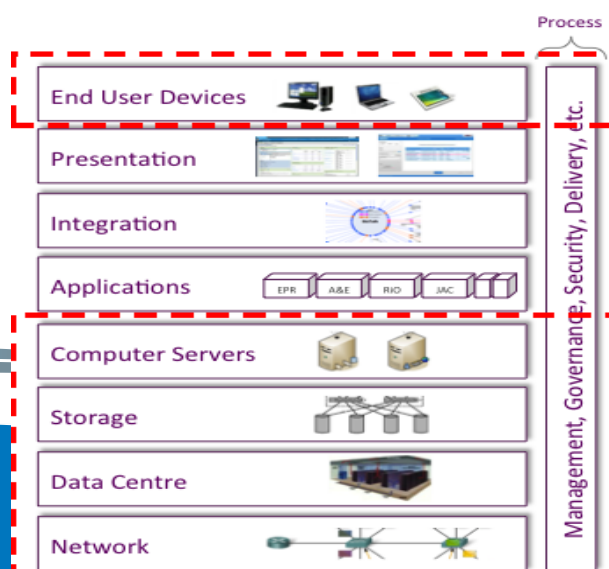 Process
End User Devices
Presentation
Integration
Applications
EPR A&E RIO JAC
Computer Servers
Storage
Data Centre
Network
Management, Governance, Security, Delivery, etc.